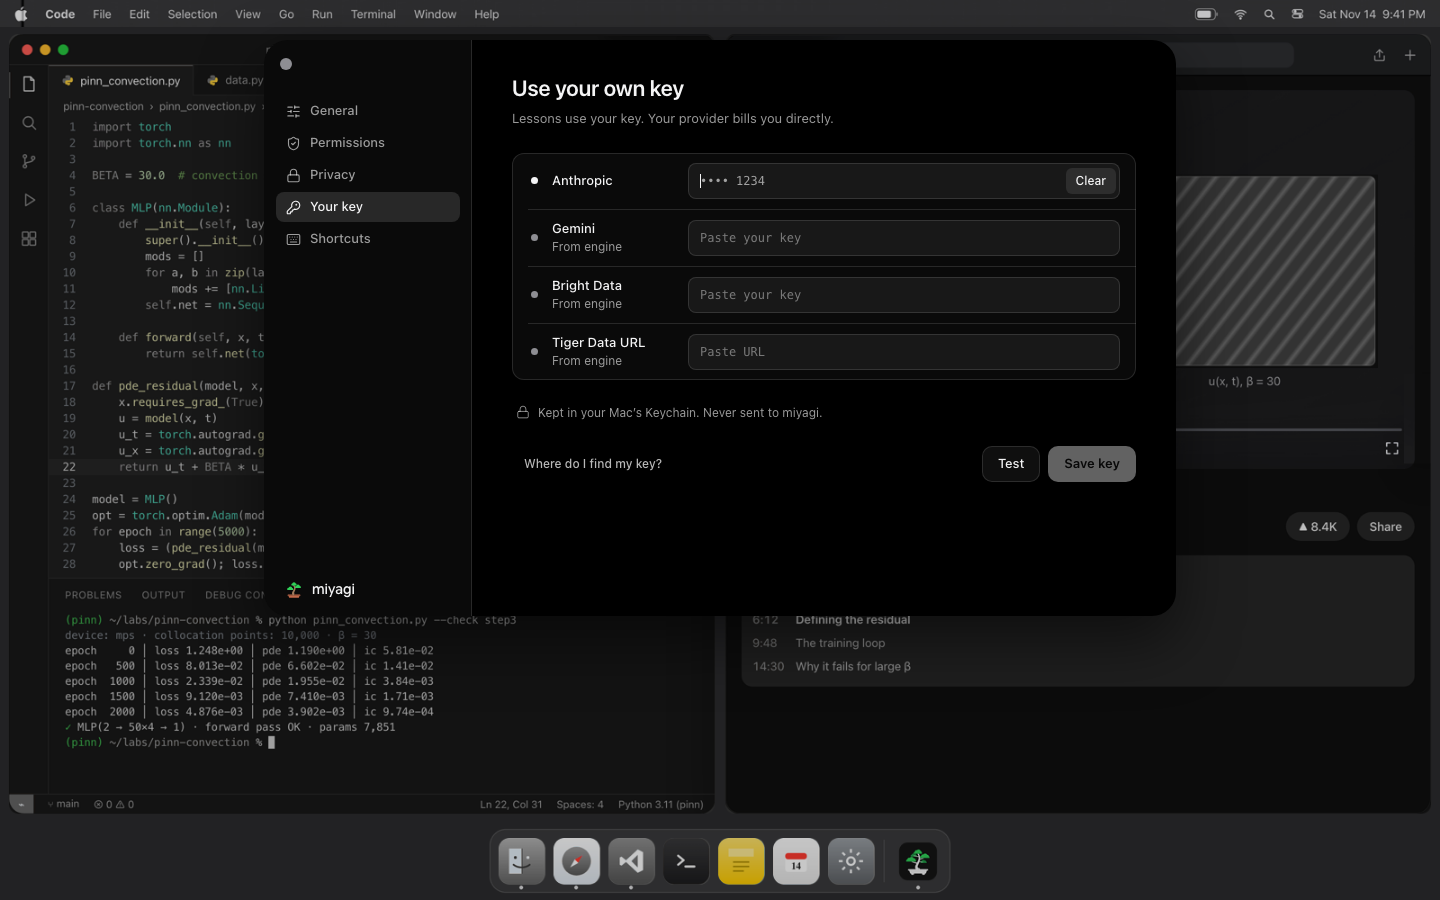 Code File Edit Selection View Go Run Terminal Window Help
Sat Nov 14 9:41 PM
pinn_convection.py
data.py
pinn-convection › pinn_convection.py ›
1 import torch
2 import torch.nn as nn
3
4 BETA = 30.0 # convection
5
6 class MLP(nn.Module):
7 def __init__(self, lay
8 super().__init__()
9 mods = []
10 for a, b in zip(la
11 mods += [nn.Li
12 self.net = nn.Sequ
13
14 def forward(self, x, t
15 return self.net(to
16
17 def pde_residual(model, x,
18 x.requires_grad_(True)
19 u = model(x, t)
20 u_t = torch.autograd.g
21 u_x = torch.autograd.g
22 return u_t + BETA * u_
23
24 model = MLP()
25 opt = torch.optim.Adam(mod
26 for epoch in range(5000):
27 loss = (pde_residual(m
28 opt.zero_grad(); loss.
PROBLEMS OUTPUT DEBUG CON
(pinn) ~/labs/pinn-convection % python pinn_convection.py --check step3
device: mps · collocation points: 10,000 · β = 30
epoch 0 | loss 1.248e+00 | pde 1.190e+00 | ic 5.81e-02
epoch 500 | loss 8.013e-02 | pde 6.602e-02 | ic 1.41e-02
epoch 1000 | loss 2.339e-02 | pde 1.955e-02 | ic 3.84e-03
epoch 1500 | loss 9.120e-03 | pde 7.410e-03 | ic 1.71e-03
epoch 2000 | loss 4.876e-03 | pde 3.902e-03 | ic 9.74e-04
✓ MLP(2 → 50×4 → 1) · forward pass OK · params 7,851
(pinn) ~/labs/pinn-convection %
main 0 0
Ln 22, Col 31 Spaces: 4 Python 3.11 (pinn)
General
Permissions
Privacy
Your key
Shortcuts
miyagi
Use your own key
Lessons use your key. Your provider bills you directly.
Anthropic
•••• 1234
Clear
Gemini
From engine
Paste your key
Bright Data
From engine
Paste your key
Tiger Data URL
From engine
Paste URL
Kept in your Mac's Keychain. Never sent to miyagi.
Where do I find my key?
Test
Save key
u(x, t), β = 30
▲ 8.4K
Share
6:12 Defining the residual
9:48 The training loop
14:30 Why it fails for large β
14